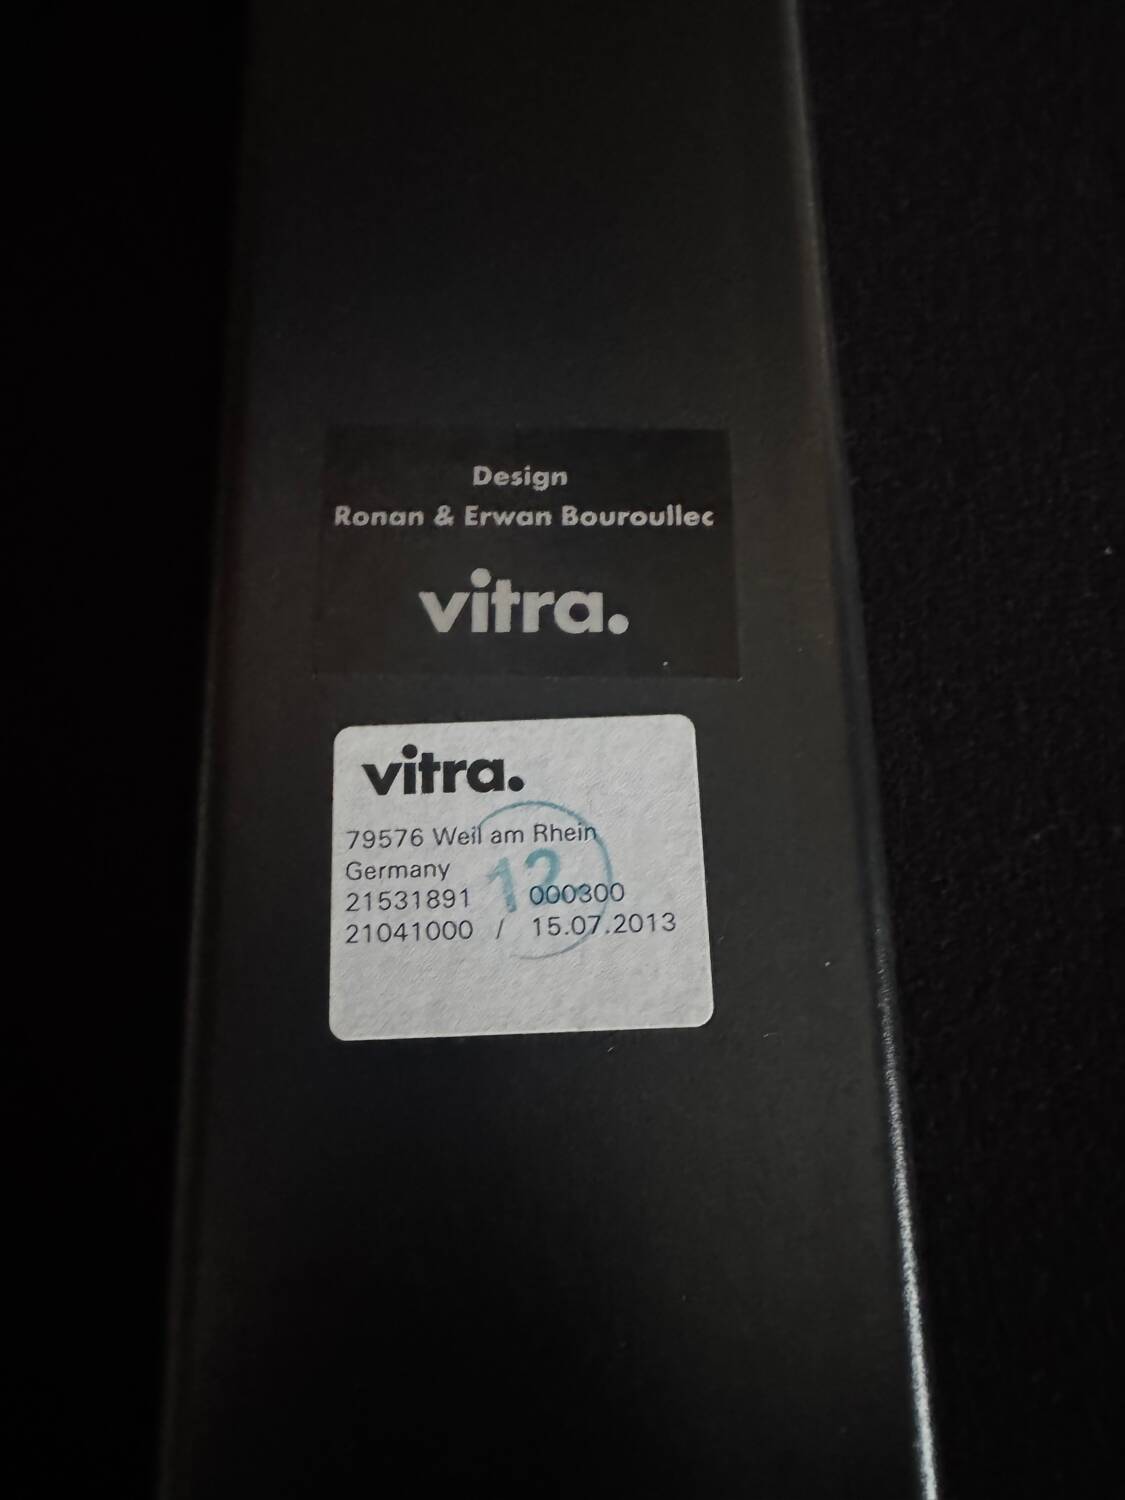 Design
Ronan & Erwan Bouroullec
vitra.
vitra.
79576 Weil am Rhein
Germany
12
21531891 000300
21041000 / 15.07.2013